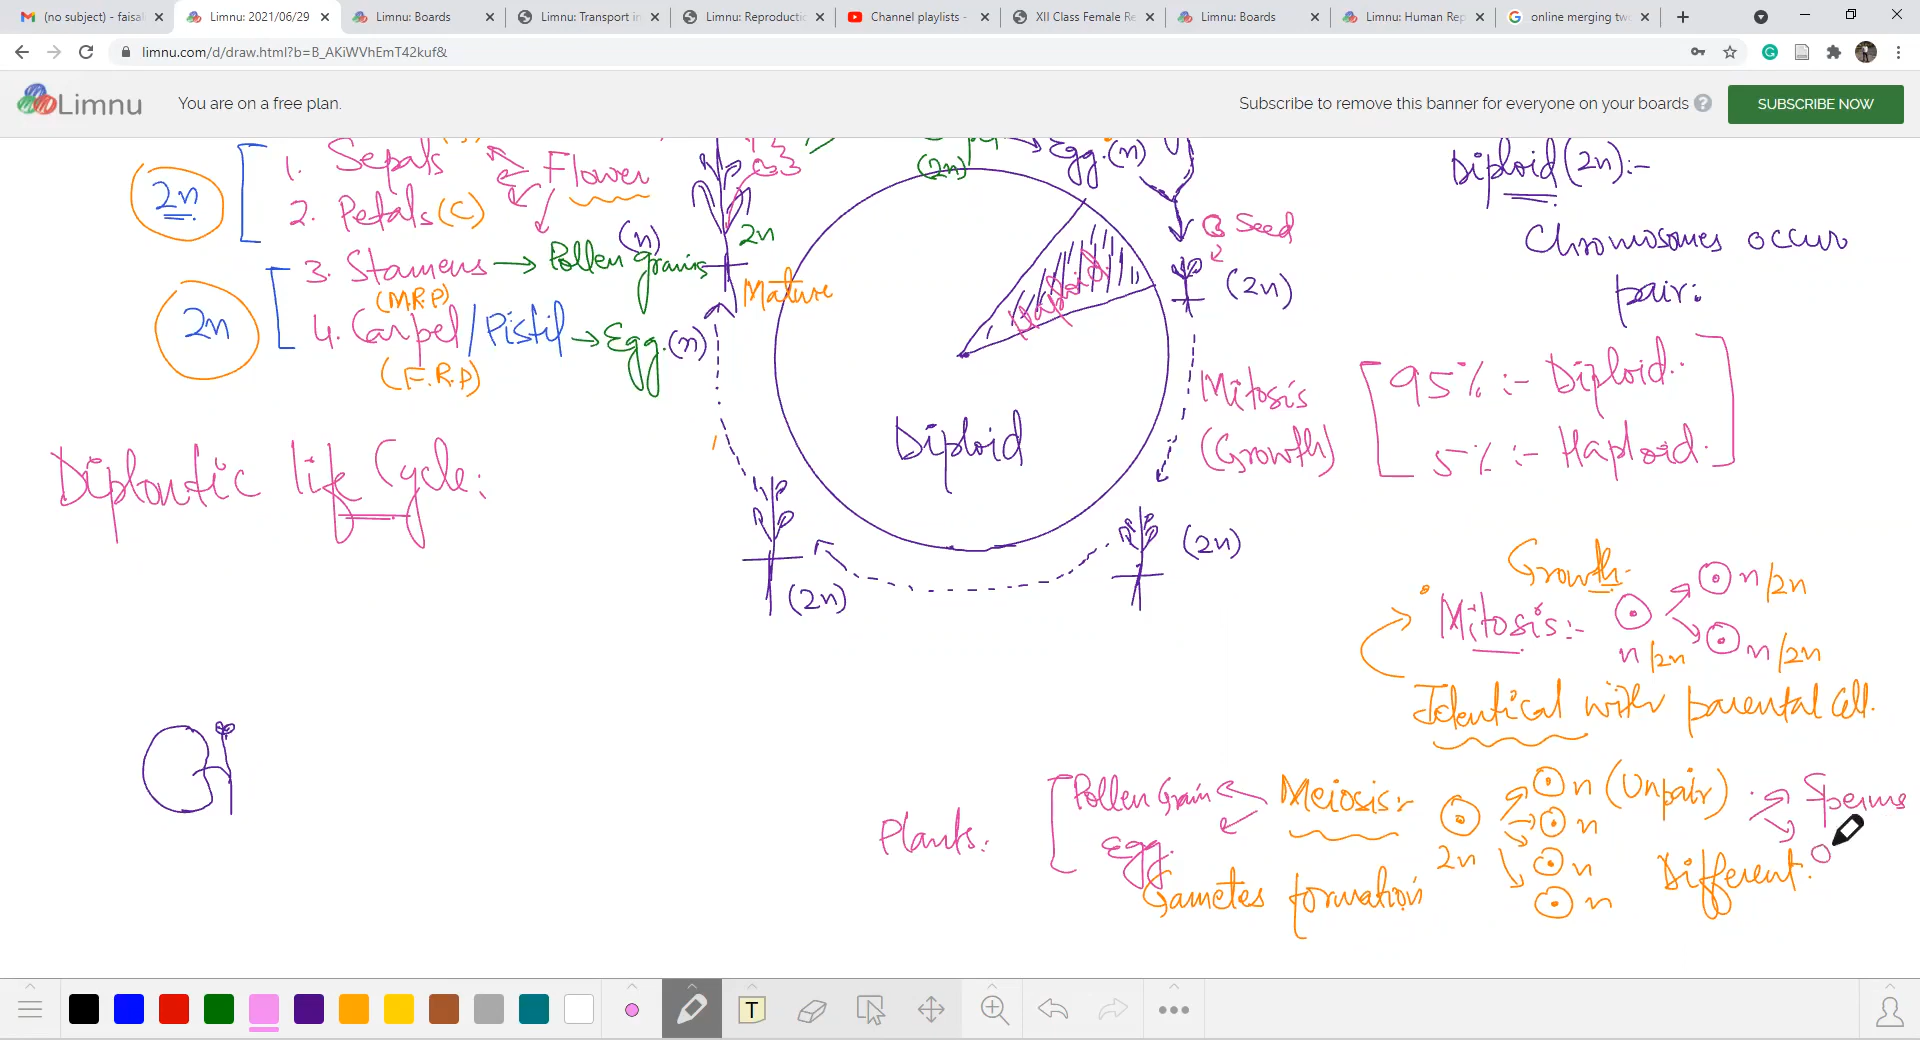 (no subject) - faisal
Limnu: 2021/06/29
Limnu: Boards
Limnu: Transport in
Limnu: Reproductio
Channel playlists -
XII Class Female Re
Limnu: Boards
Limnu: Human Rep
online merging two
limnu.com/d/draw.html?b=B_AKiWVhEmT42kuf&
Limnu
You are on a free plan.
Subscribe to remove this banner for everyone on your boards
SUBSCRIBE NOW
2n
1. Sepals
2. Petals (C)
Flower
3. Stamens → Pollen grains (n)
(M.R.P)
2n
4. Carpel / Pistil → Egg. (n)
(F.R.P)
2n
Mature
(2n)
Egg. (n)
Seed
(2n)
Haploid
Diploid
Mitosis
(Growth)
(2n)
(2n)
Diploid (2n):-
Chromosomes occur
pair:
95% :- Diploid.
5% :- Haploid.
Diplontic life Cycle:
Growth
Mitosis:- n/2n
n/2n
n/2n
Identical with parental Cell.
Plants:
Pollen Grain
Egg.
Meiosis:-
2n
n (Unpair)
n
n
n
Sperms
Different.
Gametes formation
T